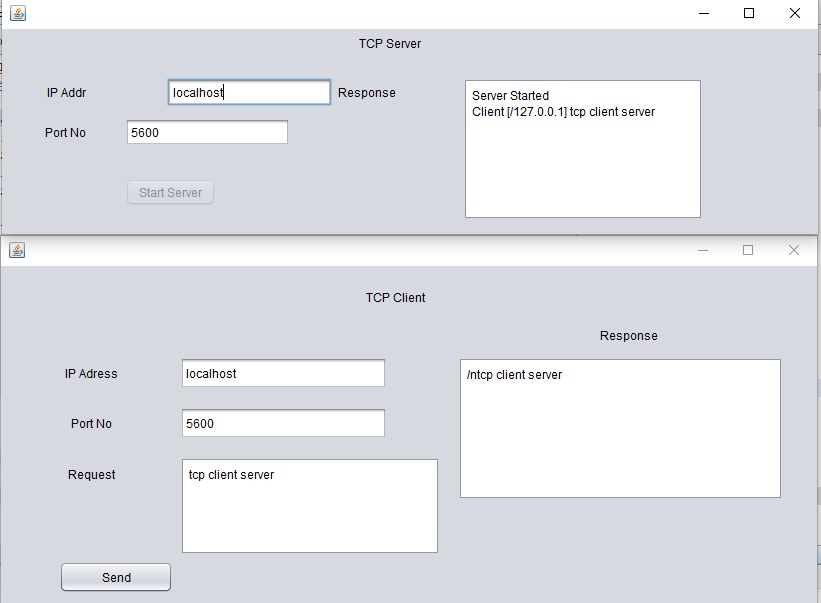 TCP Server
IP Addr
localhost
Response
Server Started
Client [/127.0.0.1] tcp client server
Port No
5600
Start Server
TCP Client
Response
IP Adress
localhost
/ntcp client server
Port No
5600
Request
tcp client server
Send